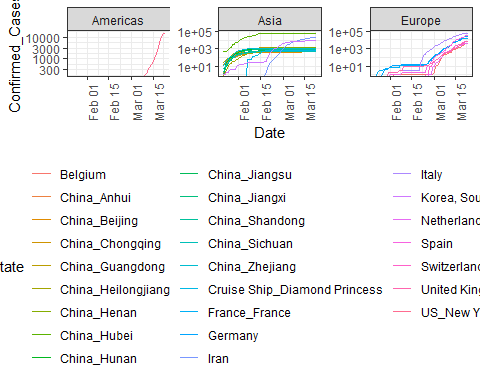 Americas Asia Europe
10000 1e+05 1e+05
3000 1e+03 1e+03
1000 1e+01 1e+01
300
Confirmed_Cases
Feb 01 Feb 15 Mar 01 Mar 15 Feb 01 Feb 15 Mar 01 Mar 15 Feb 01 Feb 15 Mar 01 Mar 15
Date
tate
Belgium
China_Anhui
China_Beijing
China_Chongqing
China_Guangdong
China_Heilongjiang
China_Henan
China_Hubei
China_Hunan
China_Jiangsu
China_Jiangxi
China_Shandong
China_Sichuan
China_Zhejiang
Cruise Ship_Diamond Princess
France_France
Germany
Iran
Italy
Korea, Sou
Netherland
Spain
Switzerland
United King
US_New Y